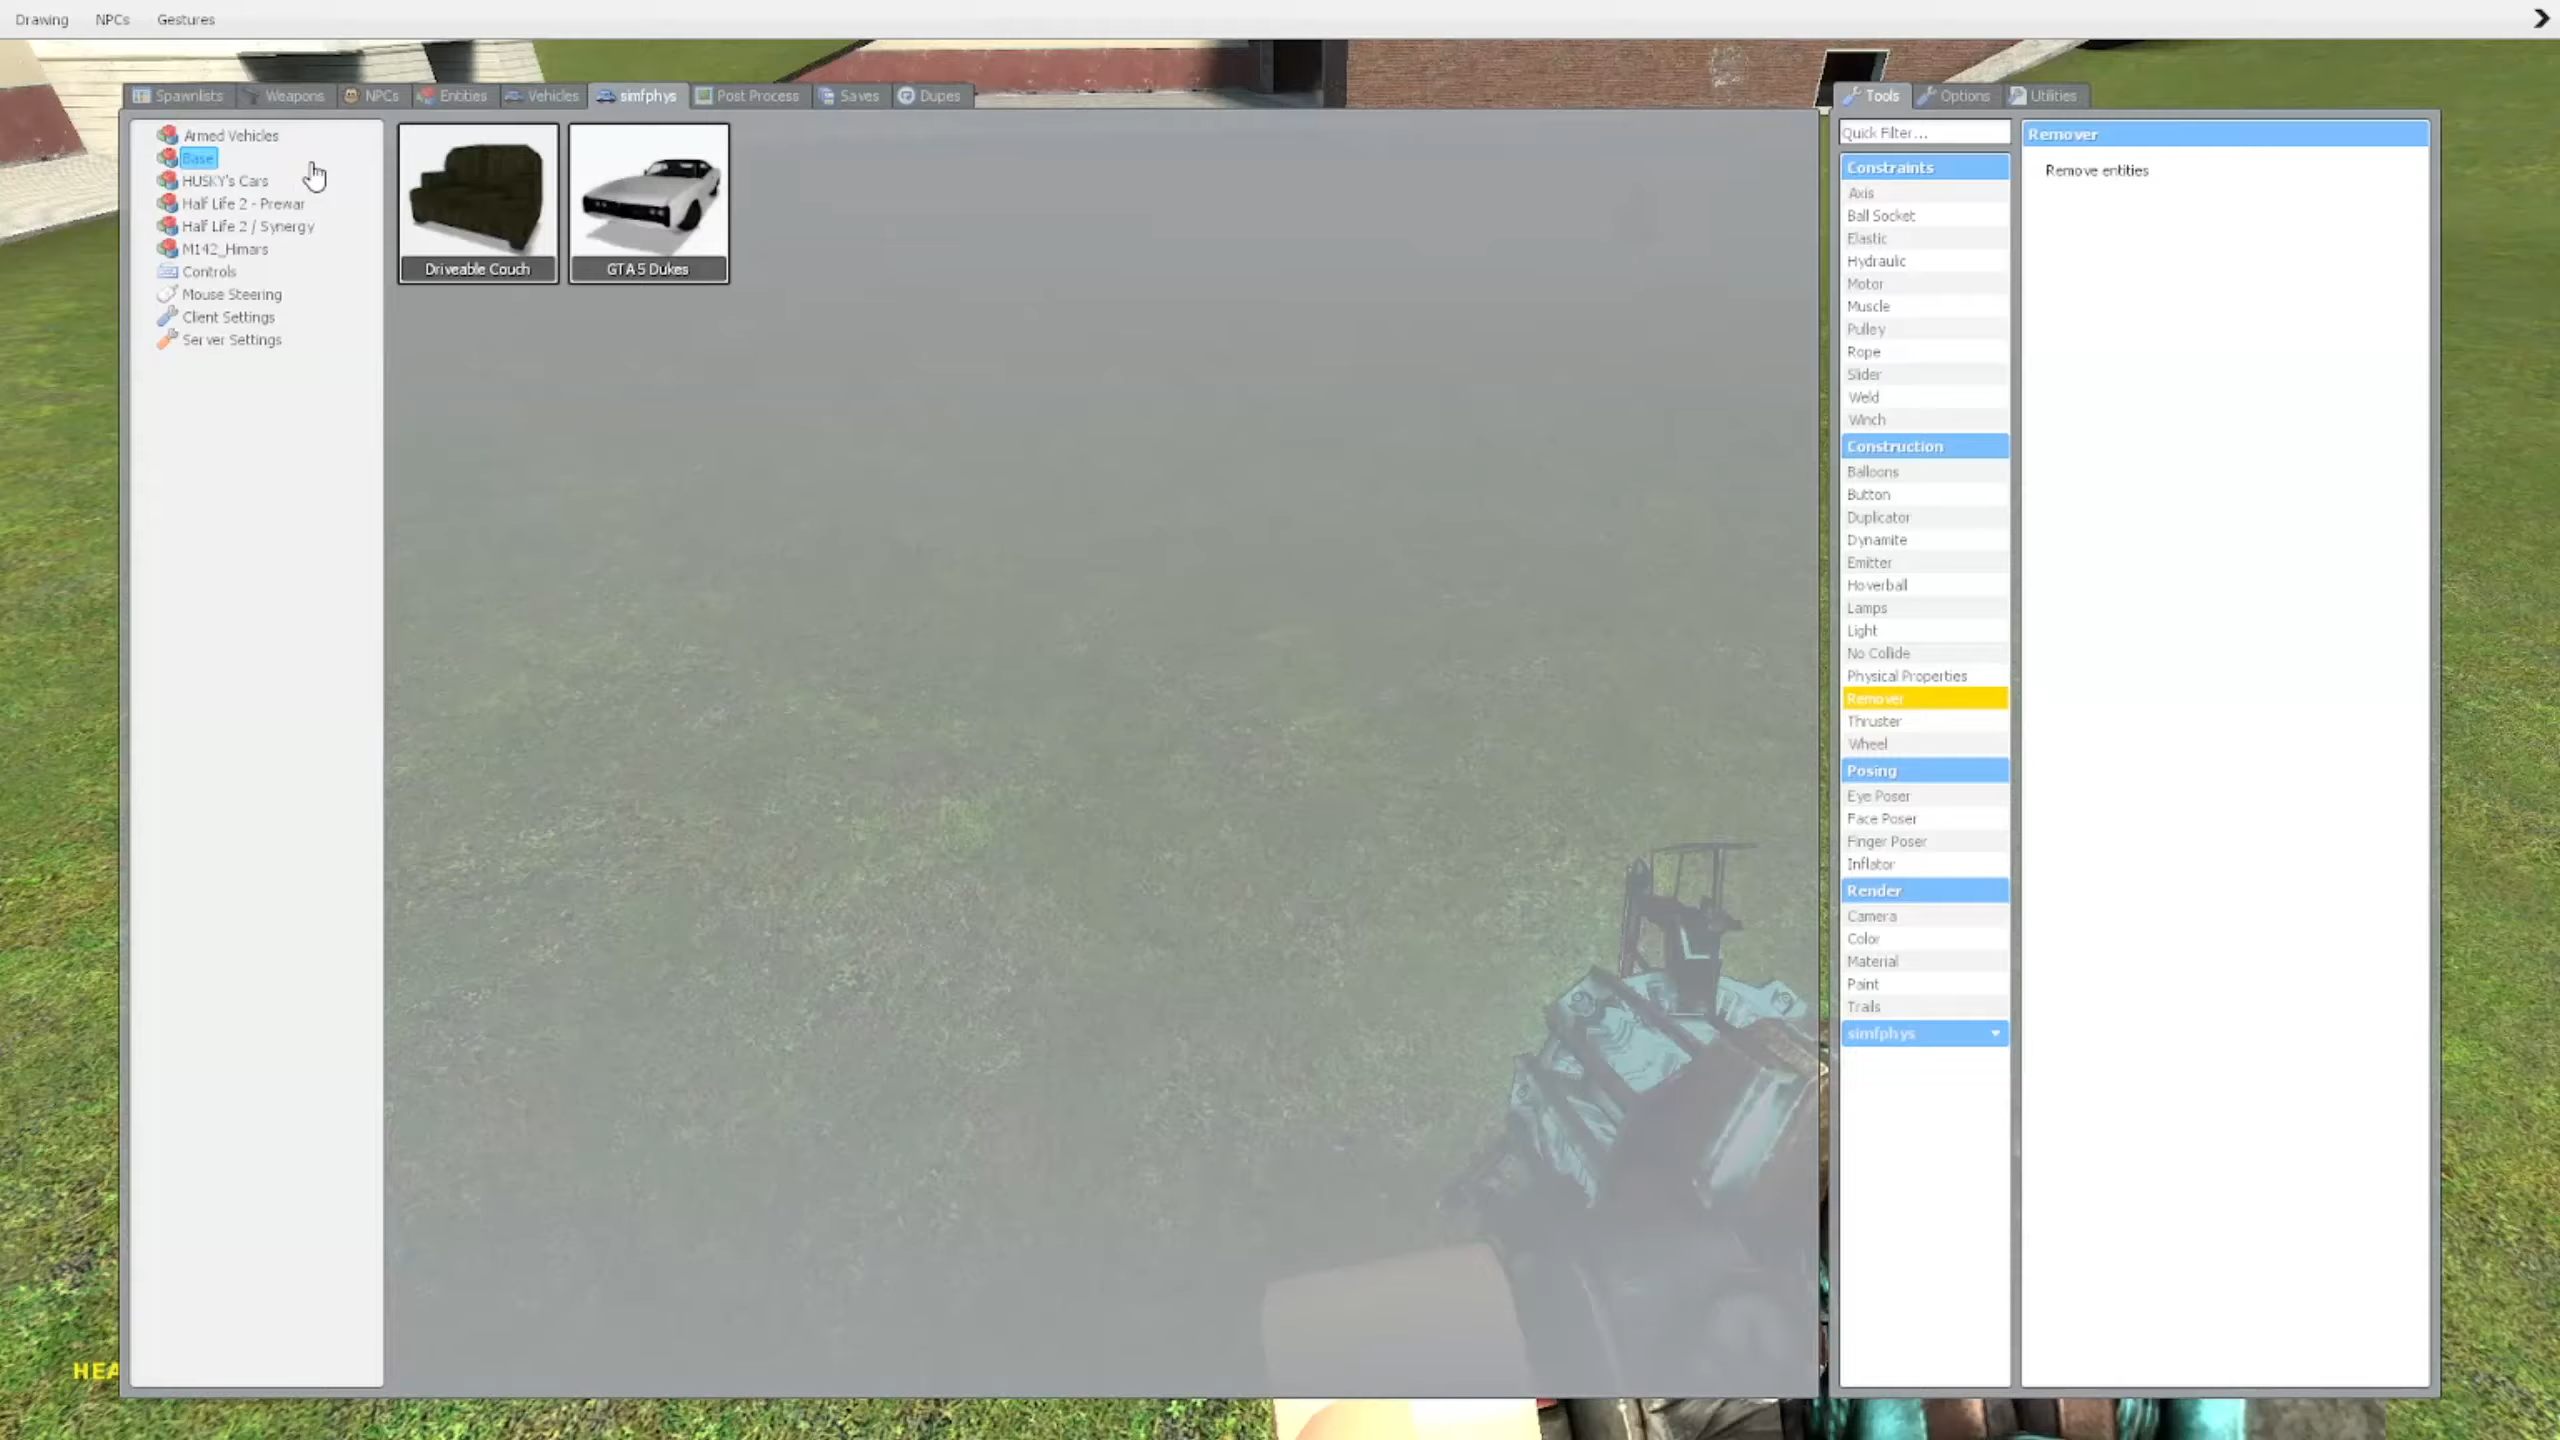 Drawing NPCs Gestures
Spawnlists Weapons NPCs Entities Vehicles simfphys Post Process Saves Dupes
Armed Vehicles
Base
HUSKY's Cars
Half Life 2 - Prewar
Half Life 2 / Synergy
M142_Himars
Controls
Mouse Steering
Client Settings
Server Settings
Driveable Couch
GTA 5 Dukes
Tools Options Utilities
Quick Filter...
Constraints
Axis
Ball Socket
Elastic
Hydraulic
Motor
Muscle
Pulley
Rope
Slider
Weld
Winch
Construction
Balloons
Button
Duplicator
Dynamite
Emitter
Hoverball
Lamps
Light
No Collide
Physical Properties
Remover
Thruster
Wheel
Posing
Eye Poser
Face Poser
Finger Poser
Inflator
Render
Camera
Color
Material
Paint
Trails
simfphys
Remover
Remove entities
HEA